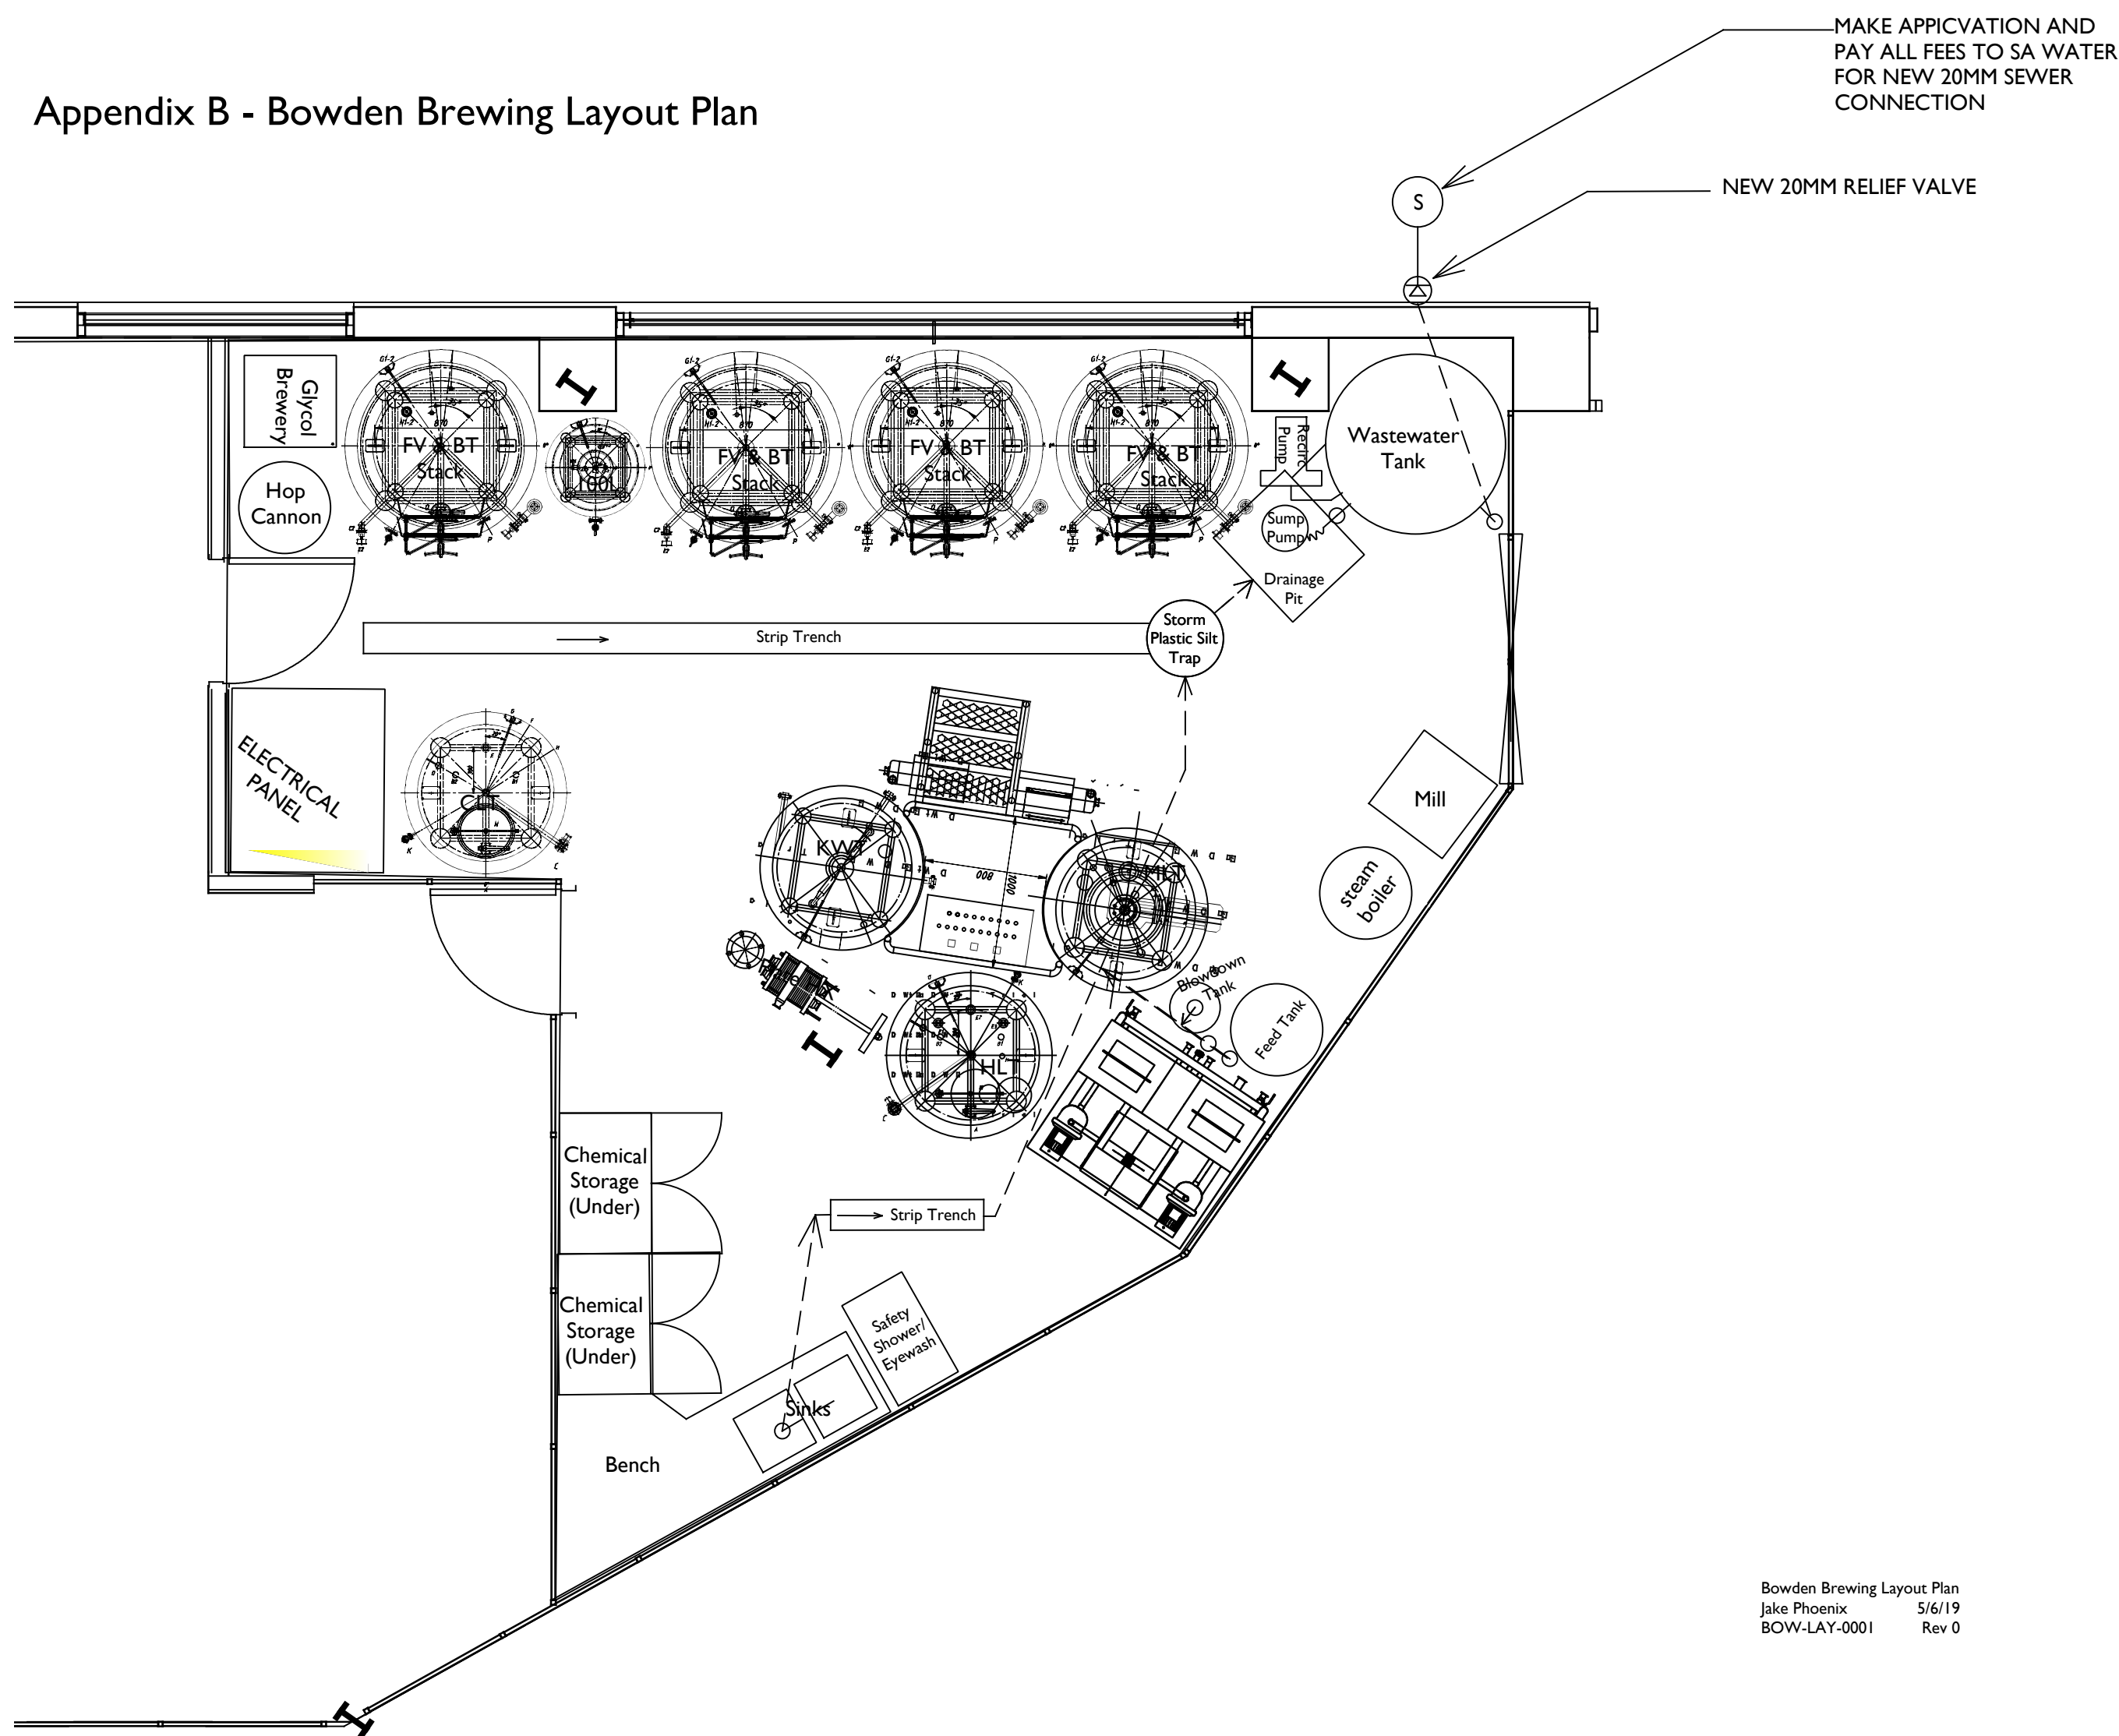 MAKE APPICVATION AND
PAY ALL FEES TO SA WATER
FOR NEW 20MM SEWER
CONNECTION
Appendix B - Bowden Brewing Layout Plan
NEW 20MM RELIEF VALVE
S
Glycol
Brewery
Hop
Cannon
FV & BT
Stack
100L
FV & BT
Stack
FV & BT
Stack
FV & BT
Stack
Recirc
Pump
Wastewater
Tank
Sump
Pump
Drainage
Pit
Strip Trench
Storm
Plastic Silt
Trap
ELECTRICAL
PANEL
CLT
KWT
MLT
800
1000
Mill
steam
boiler
Blowdown
Tank
Feed Tank
HLT
Chemical
Storage
(Under)
Strip Trench
Chemical
Storage
(Under)
Safety
Shower/
Eyewash
Sinks
Bench
Bowden Brewing Layout Plan
Jake Phoenix 5/6/19
BOW-LAY-0001 Rev 0